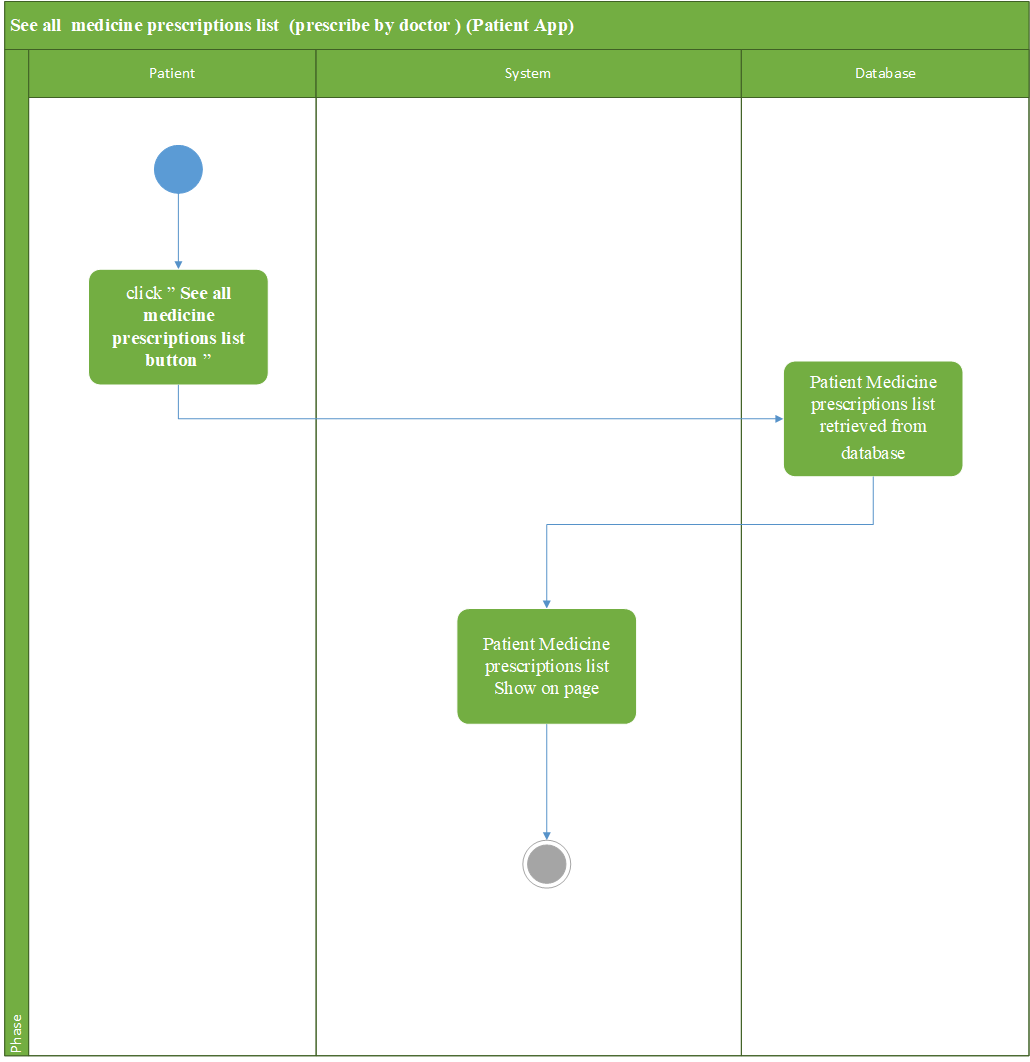 See all  medicine prescriptions list  (prescribe by doctor ) (Patient App)
Patient
System
Database
click ” See all
medicine
prescriptions list
button ”
Patient Medicine
prescriptions list
retrieved from
database
Patient Medicine
prescriptions list
Show on page
Phase